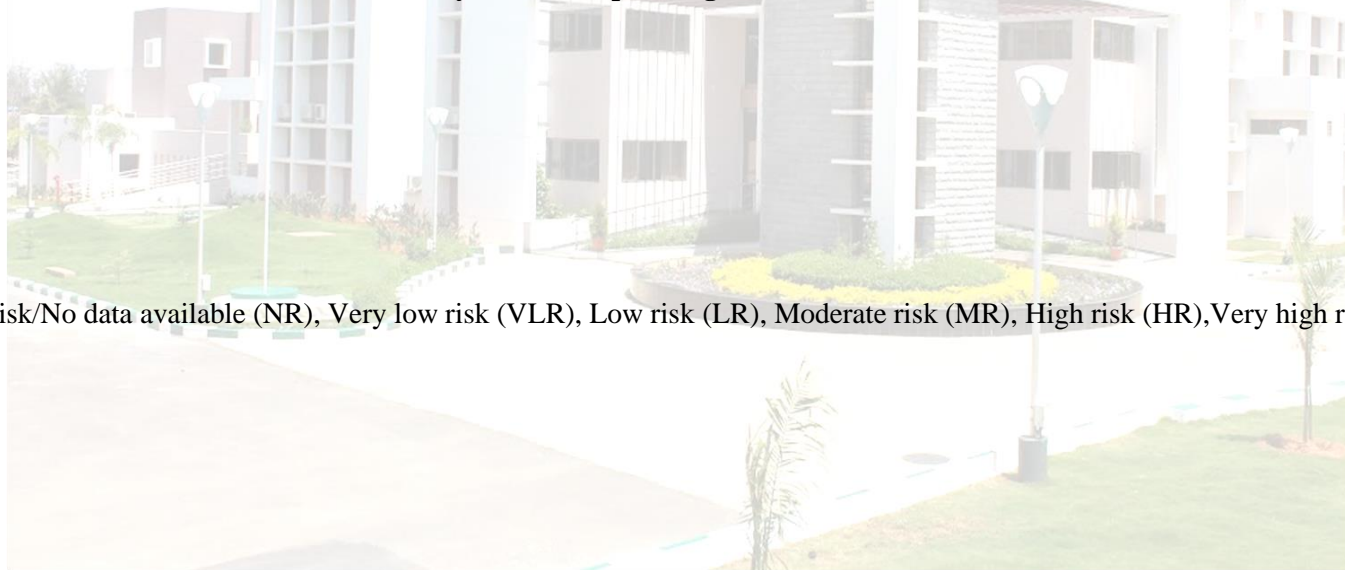 isk/No data available (NR), Very low risk (VLR), Low risk (LR), Moderate risk (MR), High risk (HR),Very high r